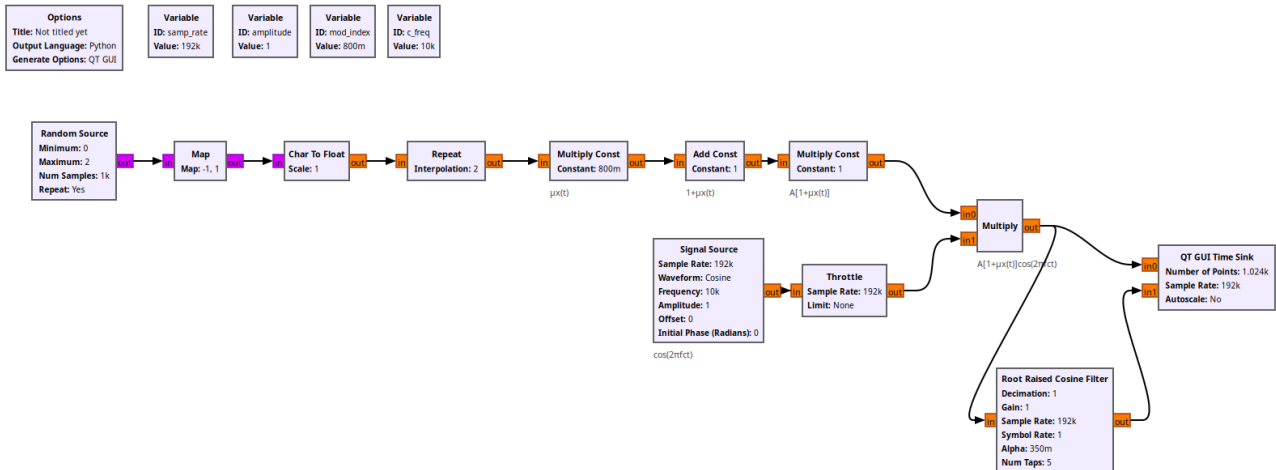 Options
Title: Not titled yet
Output Language: Python
Generate Options: QT GUI
Variable
ID: samp_rate
Value: 192k
Variable
ID: amplitude
Value: 1
Variable
ID: mod_index
Value: 800m
Variable
ID: c_freq
Value: 10k
Random Source
Minimum: 0
Maximum: 2
Num Samples: 1k
Repeat: Yes
out
in
Map
Map: -1, 1
out
in
Char To Float
Scale: 1
out
in
Repeat
Interpolation: 2
out
in
Multiply Const
Constant: 800m
out
μx(t)
in
Add Const
Constant: 1
out
1+μx(t)
in
Multiply Const
Constant: 1
out
A[1+μx(t)]
Signal Source
Sample Rate: 192k
Waveform: Cosine
Frequency: 10k
Amplitude: 1
Offset: 0
Initial Phase (Radians): 0
out
cos(2πfct)
in
Throttle
Sample Rate: 192k
Limit: None
out
in0
in1
Multiply
out
A[1+μx(t)]cos(2πfct)
in0
in1
QT GUI Time Sink
Number of Points: 1.024k
Sample Rate: 192k
Autoscale: No
in
Root Raised Cosine Filter
Decimation: 1
Gain: 1
Sample Rate: 192k
Symbol Rate: 1
Alpha: 350m
Num Taps: 5
out